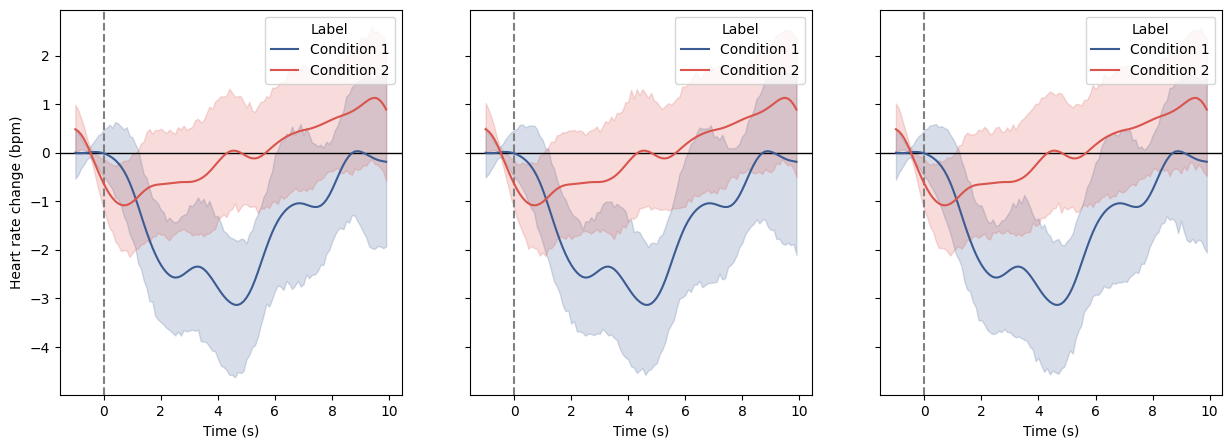 Heart rate change (bpm)
2
1
0
−1
−2
−3
−4
Label
Condition 1
Condition 2
0 2 4 6 8 10
Time (s)
Label
Condition 1
Condition 2
0 2 4 6 8 10
Time (s)
Label
Condition 1
Condition 2
0 2 4 6 8 10
Time (s)